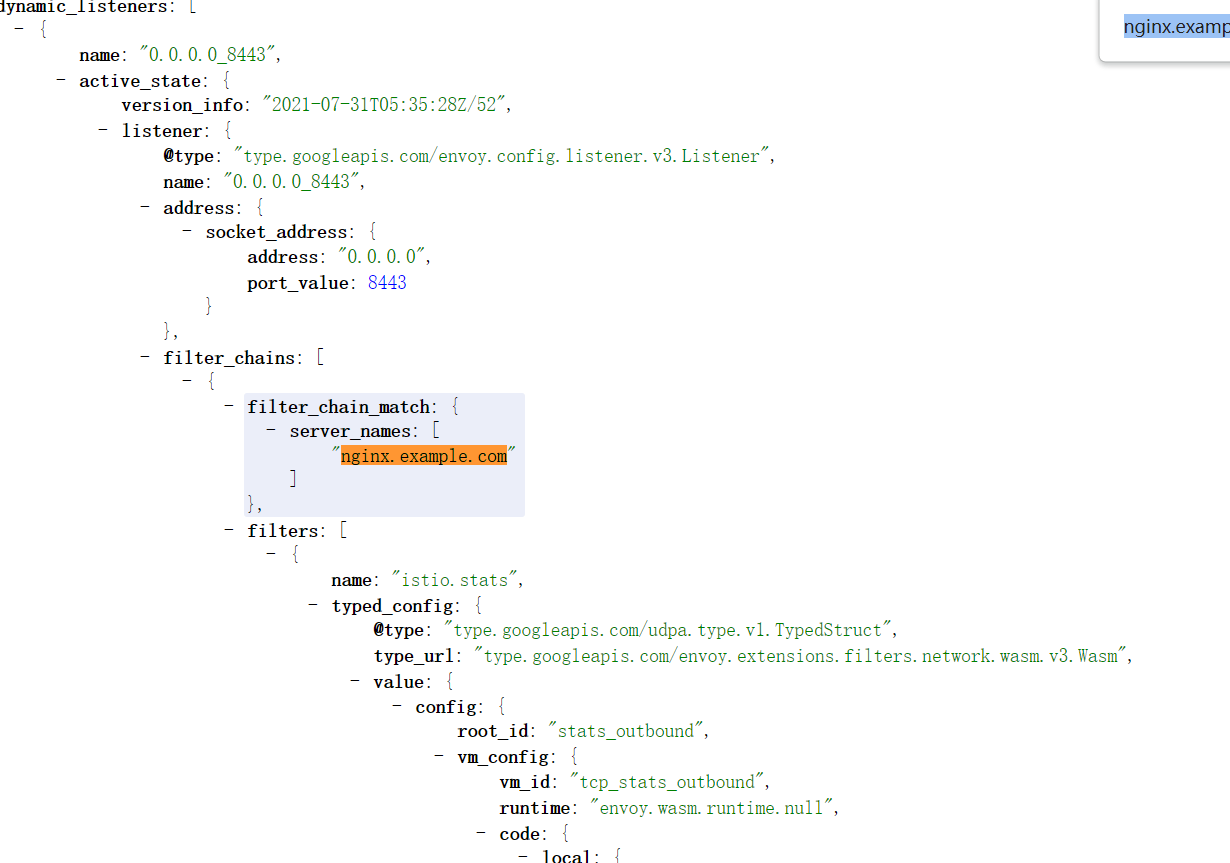 dynamic_listeners: [
- {
name: "0.0.0.0_8443",
- active_state: {
version_info: "2021-07-31T05:35:28Z/52",
- listener: {
@type: "type.googleapis.com/envoy.config.listener.v3.Listener",
name: "0.0.0.0_8443",
- address: {
- socket_address: {
address: "0.0.0.0",
port_value: 8443
}
},
- filter_chains: [
- {
- filter_chain_match: {
- server_names: [
"nginx.example.com"
]
},
- filters: [
- {
name: "istio.stats",
- typed_config: {
@type: "type.googleapis.com/udpa.type.v1.TypedStruct",
type_url: "type.googleapis.com/envoy.extensions.filters.network.wasm.v3.Wasm",
- value: {
- config: {
root_id: "stats_outbound",
- vm_config: {
vm_id: "tcp_stats_outbound",
runtime: "envoy.wasm.runtime.null",
- code: {
- local: {
nginx.examp